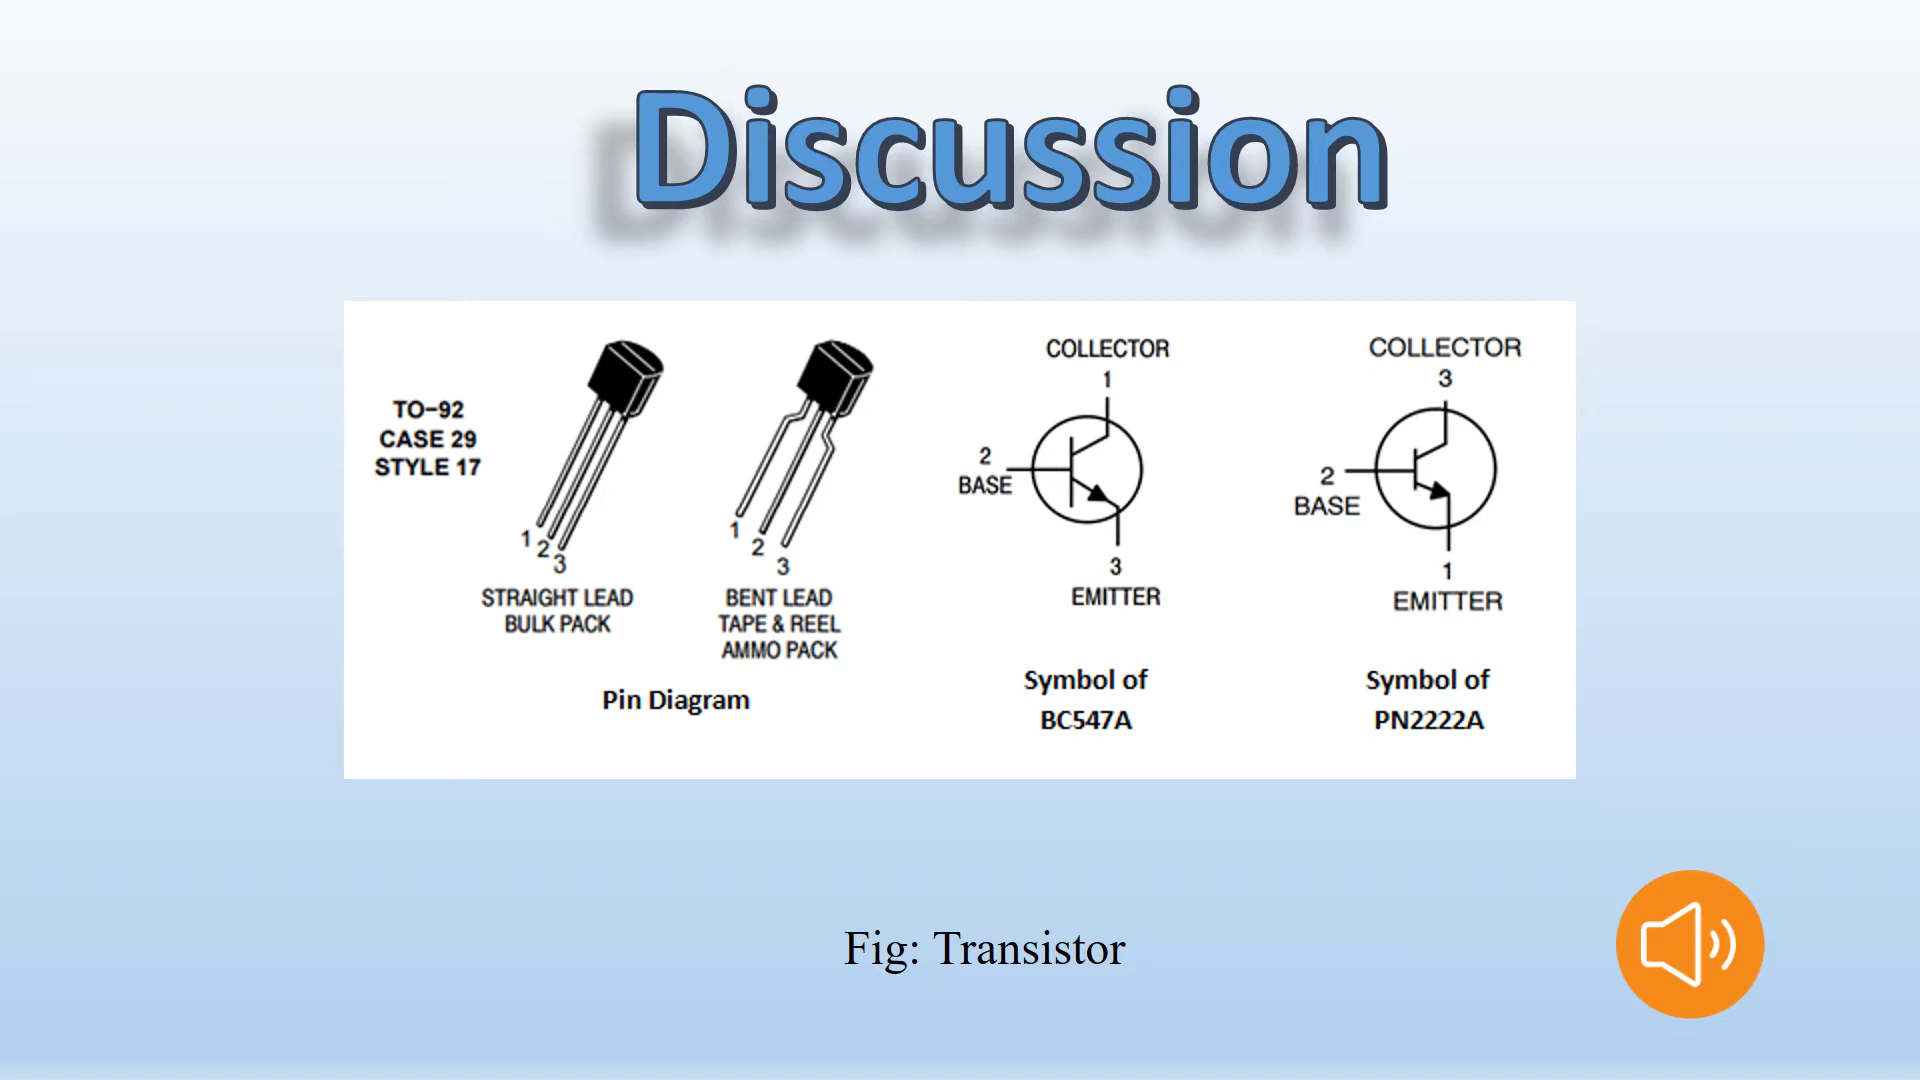 Discussion
TO−92
CASE 29
STYLE 17
1
2
3
STRAIGHT LEAD
BULK PACK
1
2
3
BENT LEAD
TAPE & REEL
AMMO PACK
Pin Diagram
COLLECTOR
1
2
BASE
3
EMITTER
Symbol of
BC547A
COLLECTOR
3
2
BASE
1
EMITTER
Symbol of
PN2222A
Fig: Transistor